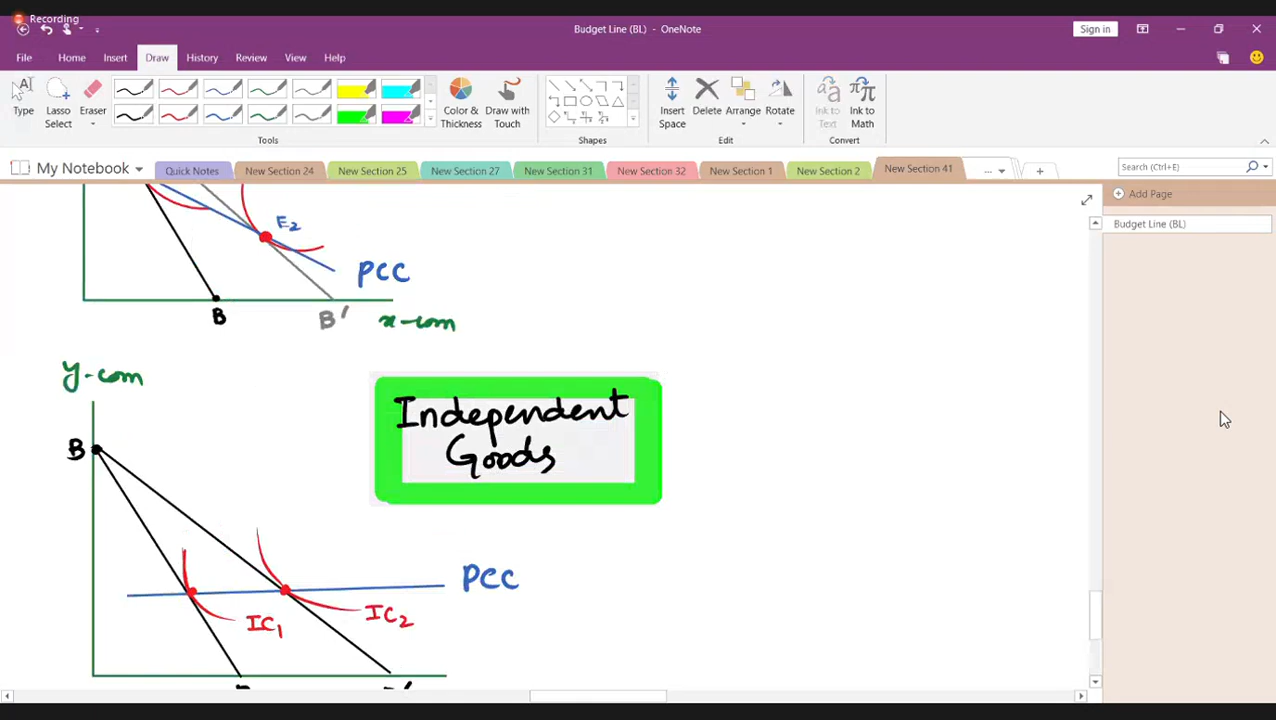 Recording
Budget Line (BL) - OneNote
Sign in
File Home Insert Draw History Review View Help
Type
Lasso Select
Eraser
Color & Thickness
Draw with Touch
Insert Space
Delete
Arrange
Rotate
Ink to Text
Ink to Math
Tools
Shapes
Edit
Convert
My Notebook
Quick Notes
New Section 24
New Section 25
New Section 27
New Section 31
New Section 32
New Section 1
New Section 2
New Section 41
...
Search (Ctrl+E)
Add Page
Budget Line (BL)
E2
PCC
B
B'
x-com
y-com
Independent
Goods
B
PCC
IC1
IC2